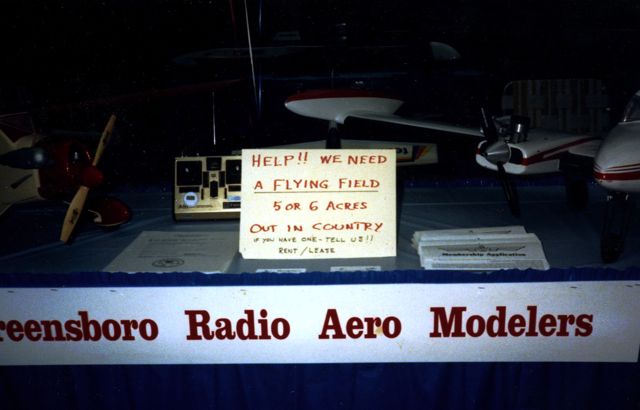 HELP!! WE NEED
A FLYING FIELD
5 OR 6 ACRES
OUT IN COUNTRY
IF YOU HAVE ONE - TELL US!!
RENT/LEASE
Membership Application
reensboro Radio Aero Modelers